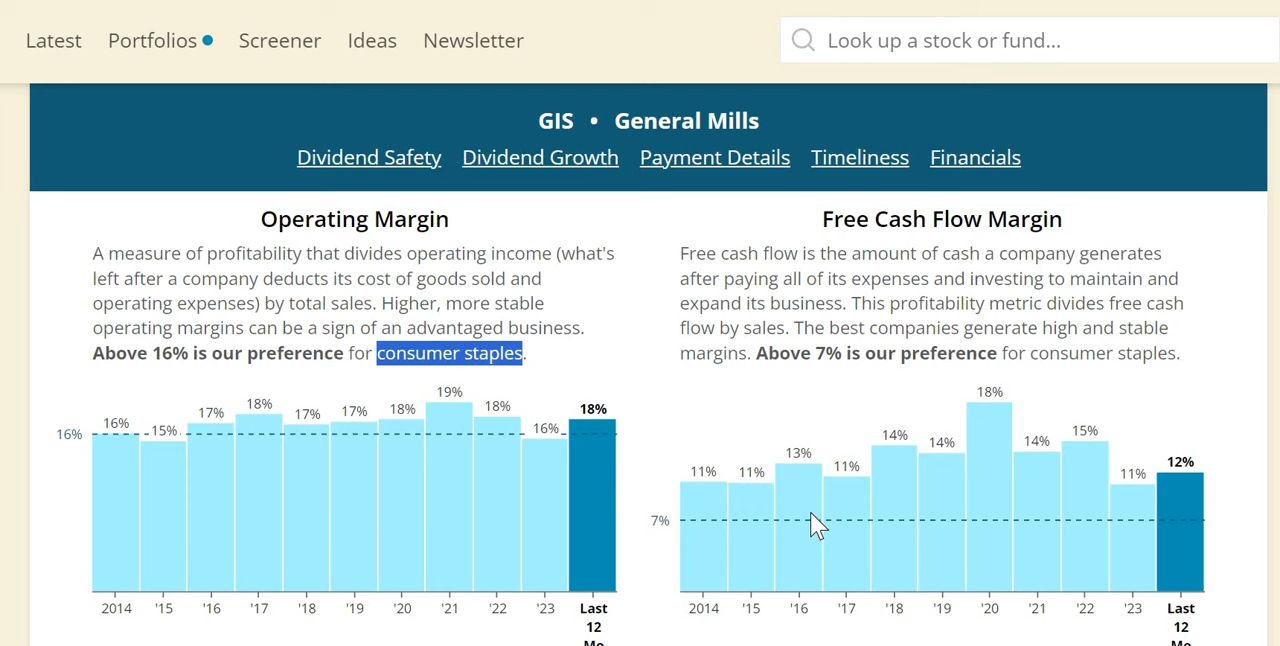 Latest Portfolios Screener Ideas Newsletter Look up a stock or fund...
GIS • General Mills
Dividend Safety Dividend Growth Payment Details Timeliness Financials
Operating Margin
A measure of profitability that divides operating income (what's
left after a company deducts its cost of goods sold and
operating expenses) by total sales. Higher, more stable
operating margins can be a sign of an advantaged business.
Above 16% is our preference for consumer staples.
16% 15% 17% 18% 17% 17% 18% 19% 18% 16% 18%
16%
2014 '15 '16 '17 '18 '19 '20 '21 '22 '23 Last
12
Mo
Free Cash Flow Margin
Free cash flow is the amount of cash a company generates
after paying all of its expenses and investing to maintain and
expand its business. This profitability metric divides free cash
flow by sales. The best companies generate high and stable
margins. Above 7% is our preference for consumer staples.
11% 11% 13% 11% 14% 14% 18% 14% 15% 11% 12%
7%
2014 '15 '16 '17 '18 '19 '20 '21 '22 '23 Last
12
Mo